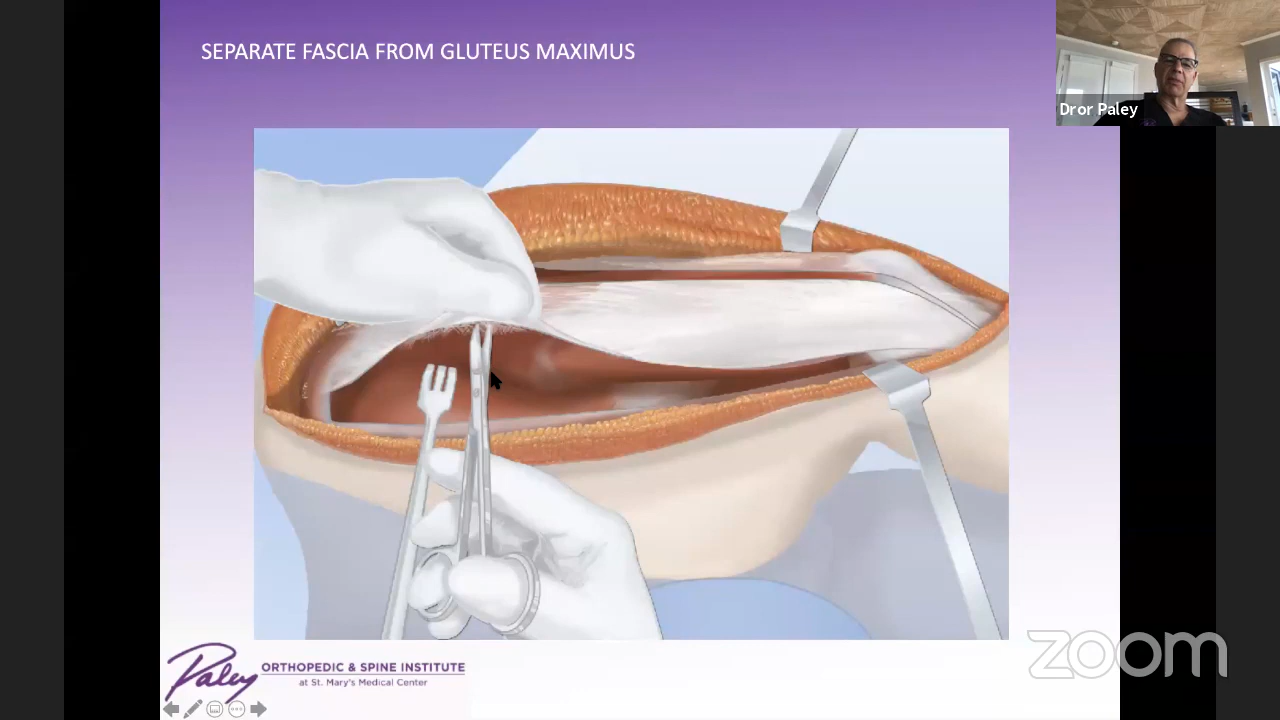 SEPARATE FASCIA FROM GLUTEUS MAXIMUS
Dror Paley
Paley
ORTHOPEDIC & SPINE INSTITUTE
at St. Mary's Medical Center
zoom